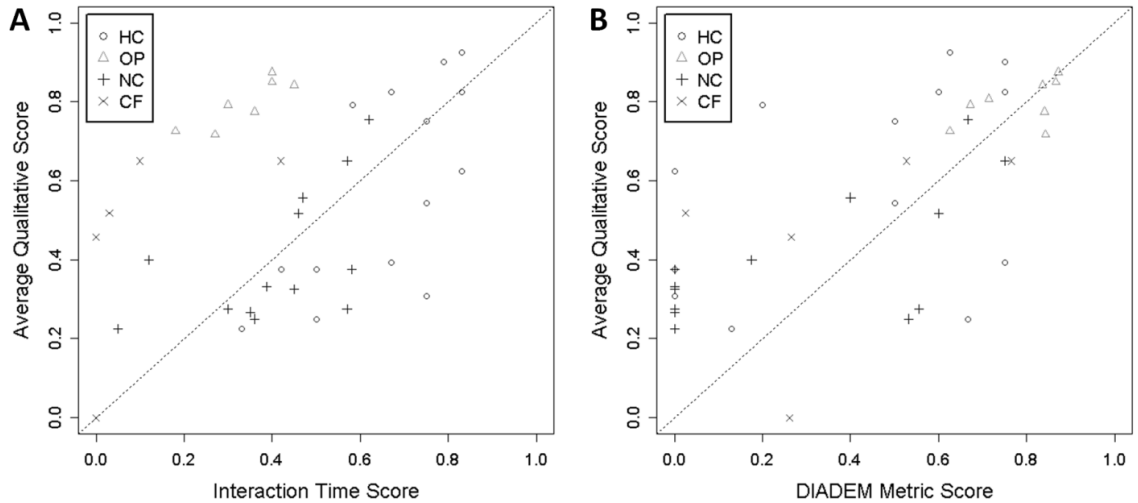 A
HC
OP
NC
CF
Average Qualitative Score
1.0
0.8
0.6
0.4
0.2
0.0
0.0 0.2 0.4 0.6 0.8 1.0
Interaction Time Score
B
HC
OP
NC
CF
Average Qualitative Score
1.0
0.8
0.6
0.4
0.2
0.0
0.0 0.2 0.4 0.6 0.8 1.0
DIADEM Metric Score